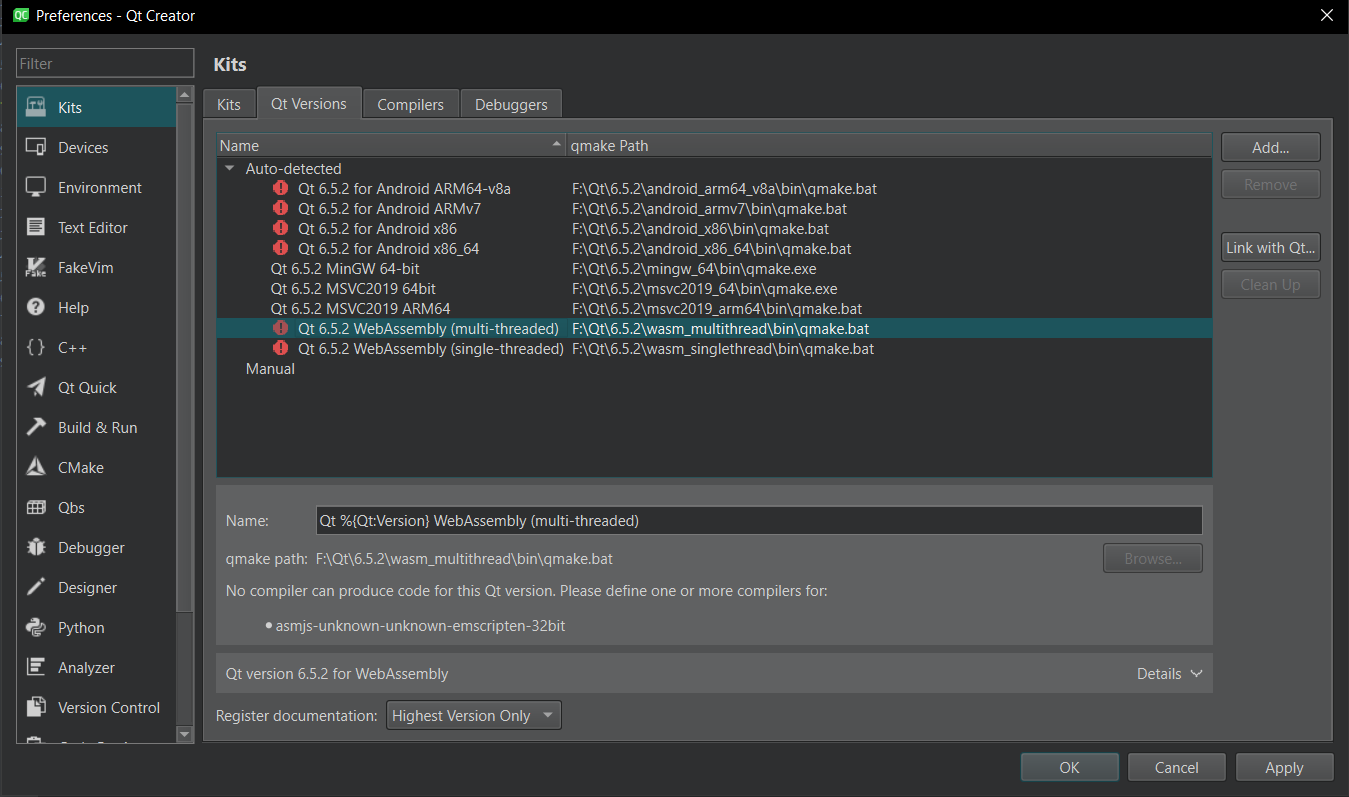 QC Preferences - Qt Creator
Filter
Kits
Kits
Devices
Environment
Text Editor
FakeVim
Help
C++
Qt Quick
Build & Run
CMake
Qbs
Debugger
Designer
Python
Analyzer
Version Control
Kits Qt Versions Compilers Debuggers
Name qmake Path
Auto-detected
Qt 6.5.2 for Android ARM64-v8a F:\Qt\6.5.2\android_arm64_v8a\bin\qmake.bat
Qt 6.5.2 for Android ARMv7 F:\Qt\6.5.2\android_armv7\bin\qmake.bat
Qt 6.5.2 for Android x86 F:\Qt\6.5.2\android_x86\bin\qmake.bat
Qt 6.5.2 for Android x86_64 F:\Qt\6.5.2\android_x86_64\bin\qmake.bat
Qt 6.5.2 MinGW 64-bit F:\Qt\6.5.2\mingw_64\bin\qmake.exe
Qt 6.5.2 MSVC2019 64bit F:\Qt\6.5.2\msvc2019_64\bin\qmake.exe
Qt 6.5.2 MSVC2019 ARM64 F:\Qt\6.5.2\msvc2019_arm64\bin\qmake.bat
Qt 6.5.2 WebAssembly (multi-threaded) F:\Qt\6.5.2\wasm_multithread\bin\qmake.bat
Qt 6.5.2 WebAssembly (single-threaded) F:\Qt\6.5.2\wasm_singlethread\bin\qmake.bat
Manual
Add...
Remove
Link with Qt...
Clean Up
Name: Qt %{Qt:Version} WebAssembly (multi-threaded)
qmake path: F:\Qt\6.5.2\wasm_multithread\bin\qmake.bat Browse...
No compiler can produce code for this Qt version. Please define one or more compilers for:
• asmjs-unknown-unknown-emscripten-32bit
Qt version 6.5.2 for WebAssembly Details
Register documentation: Highest Version Only
OK Cancel Apply